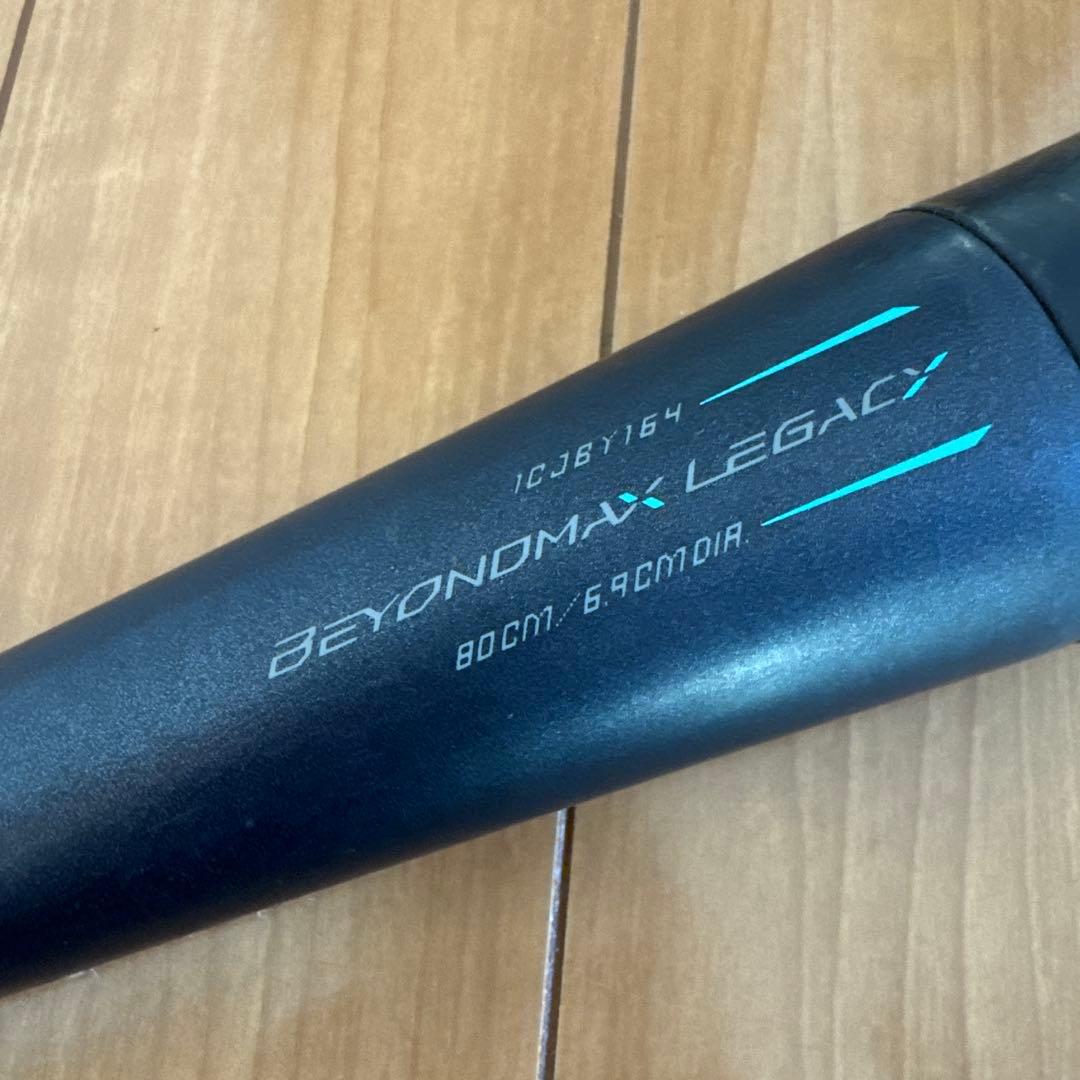 1CJBY164
BEYONDMAX LEGACY
80CM/6.9CMDIA.